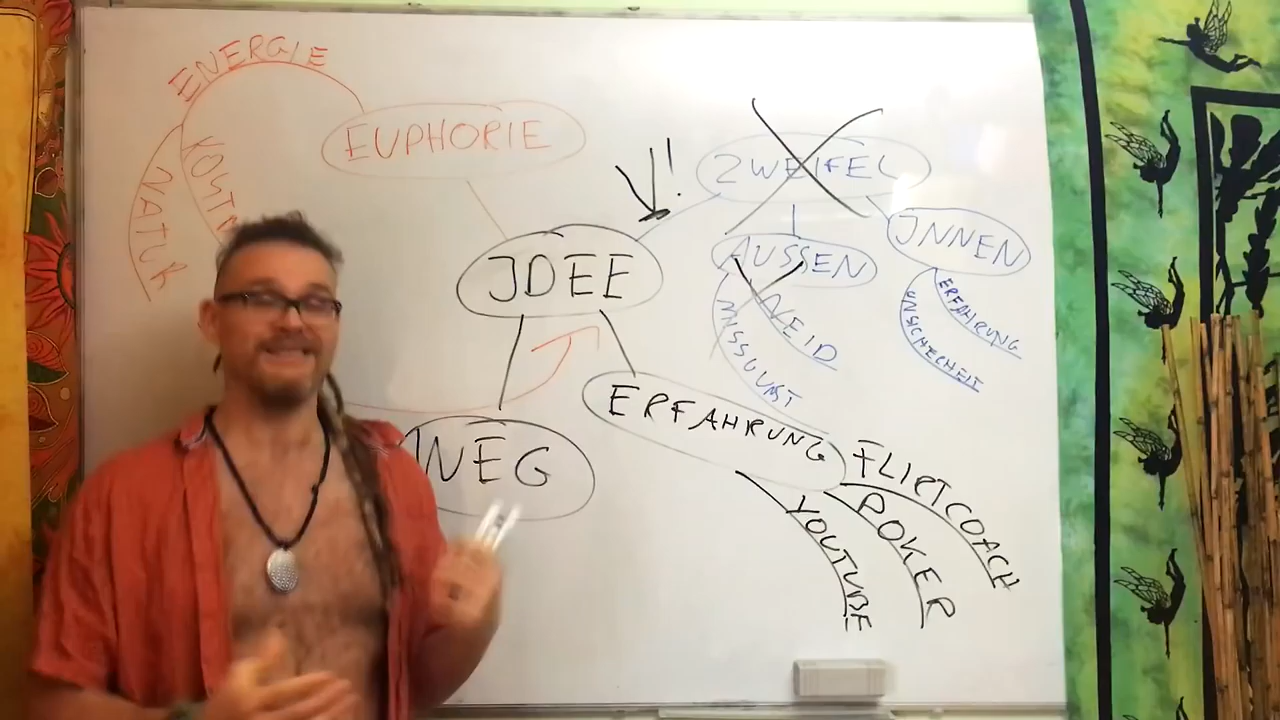 ENERGIE
NATUR
EUPHORIE
ZWEIFEL
!
JDEE
AUSSEN
JNNEN
NEID
MISSGUNST
ERFAHRUNG
UNSICHERHEIT
WEG
ERFAHRUNG
FLIRTCOACH
POKER
YOUTUBE